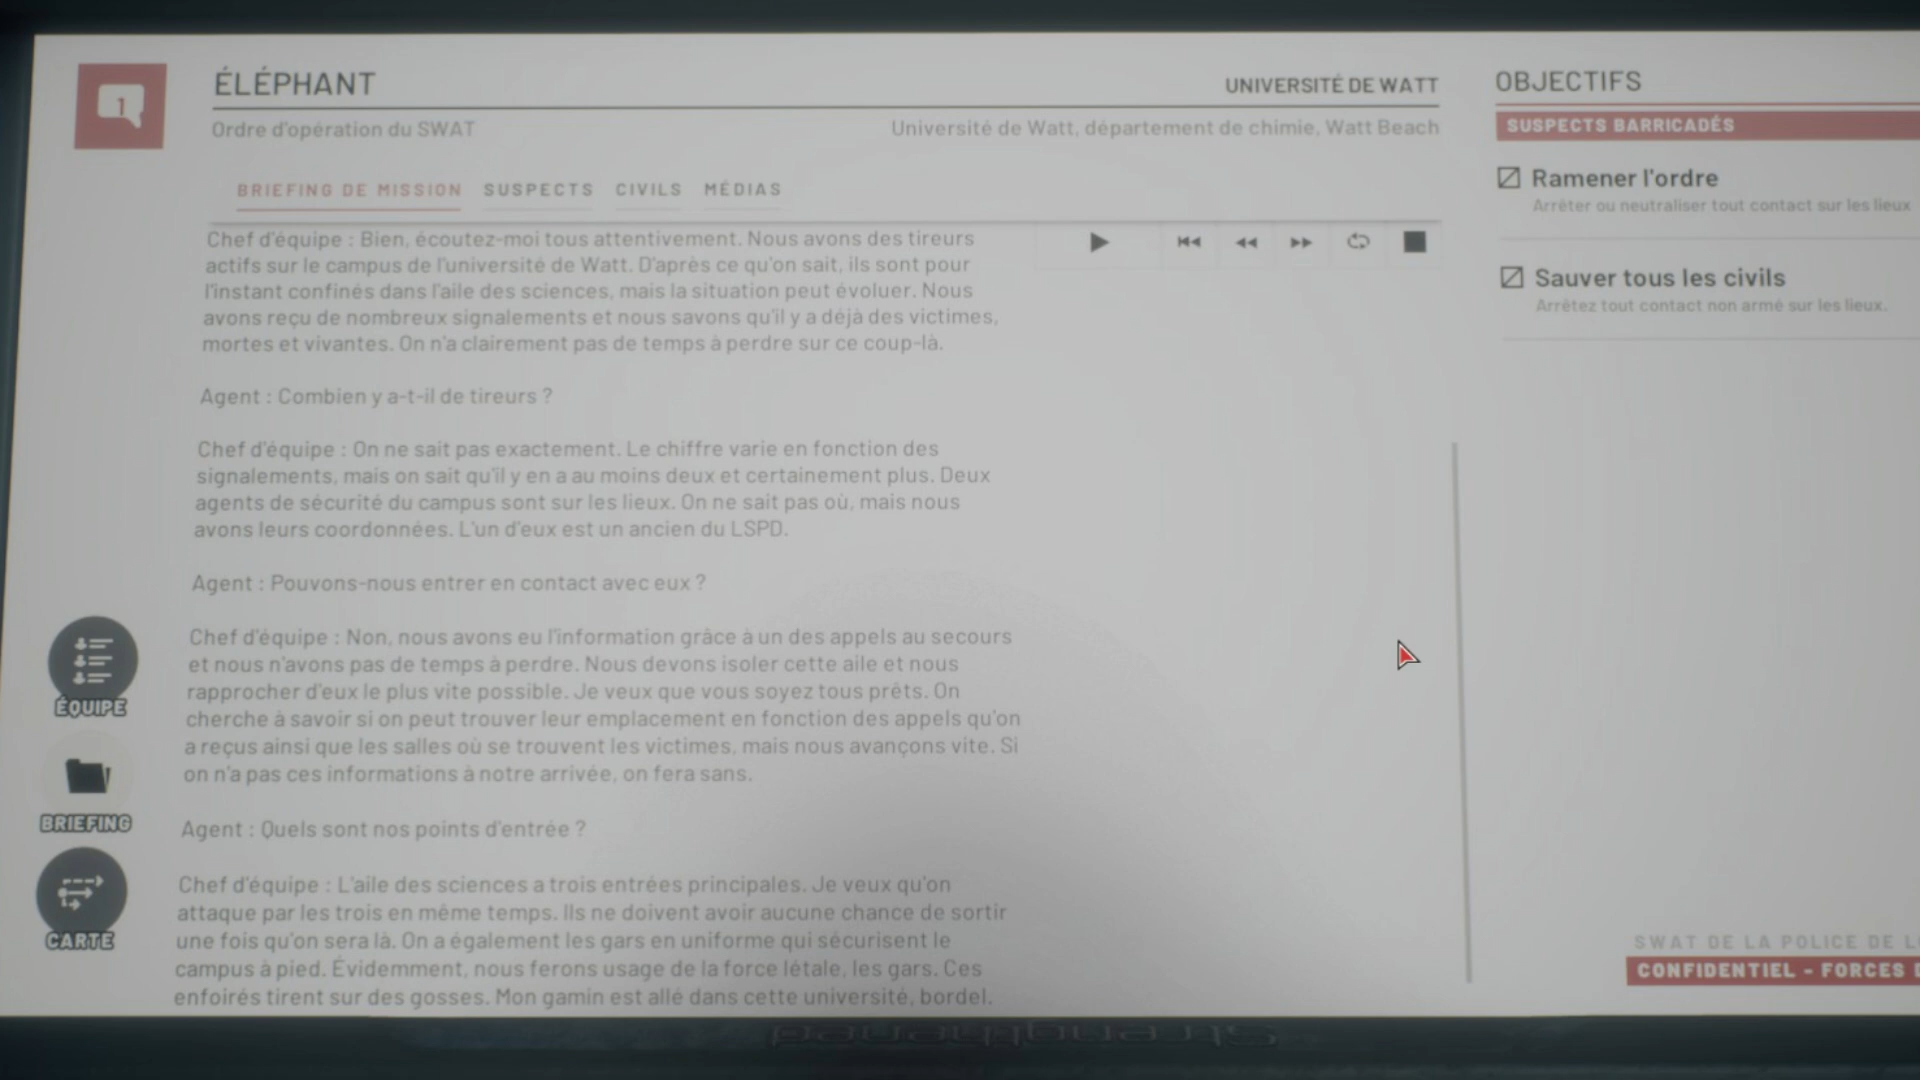 1
ÉLÉPHANT
UNIVERSITÉ DE WATT
Ordre d'opération du SWAT
Université de Watt, département de chimie, Watt Beach
BRIEFING DE MISSION SUSPECTS CIVILS MÉDIAS
Chef d'équipe : Bien, écoutez-moi tous attentivement. Nous avons des tireurs
actifs sur le campus de l'université de Watt. D'après ce qu'on sait, ils sont pour
l'instant confinés dans l'aile des sciences, mais la situation peut évoluer. Nous
avons reçu de nombreux signalements et nous savons qu'il y a déjà des victimes,
mortes et vivantes. On n'a clairement pas de temps à perdre sur ce coup-là.
Agent : Combien y a-t-il de tireurs ?
Chef d'équipe : On ne sait pas exactement. Le chiffre varie en fonction des
signalements, mais on sait qu'il y en a au moins deux et certainement plus. Deux
agents de sécurité du campus sont sur les lieux. On ne sait pas où, mais nous
avons leurs coordonnées. L'un d'eux est un ancien du LSPD.
Agent : Pouvons-nous entrer en contact avec eux ?
Chef d'équipe : Non, nous avons eu l'information grâce à un des appels au secours
et nous n'avons pas de temps à perdre. Nous devons isoler cette aile et nous
rapprocher d'eux le plus vite possible. Je veux que vous soyez tous prêts. On
cherche à savoir si on peut trouver leur emplacement en fonction des appels qu'on
a reçus ainsi que les salles où se trouvent les victimes, mais nous avançons vite. Si
on n'a pas ces informations à notre arrivée, on fera sans.
Agent : Quels sont nos points d'entrée ?
Chef d'équipe : L'aile des sciences a trois entrées principales. Je veux qu'on
attaque par les trois en même temps. Ils ne doivent avoir aucune chance de sortir
une fois qu'on sera là. On a également les gars en uniforme qui sécurisent le
campus à pied. Évidemment, nous ferons usage de la force létale, les gars. Ces
enfoirés tirent sur des gosses. Mon gamin est allé dans cette université, bordel.
OBJECTIFS
SUSPECTS BARRICADÉS
Ramener l'ordre
Arrêter ou neutraliser tout contact sur les lieux
Sauver tous les civils
Arrêtez tout contact non armé sur les lieux.
ÉQUIPE
BRIEFING
CARTE
SWAT DE LA POLICE DE L
CONFIDENTIEL - FORCES D